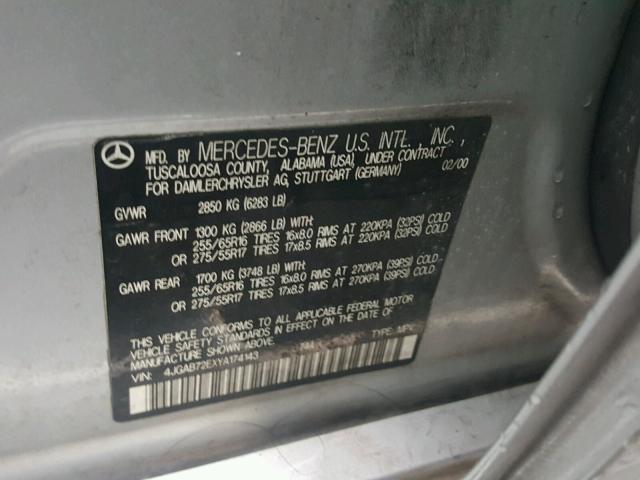 MFD. BY MERCEDES-BENZ U.S. INTL., INC.,
TUSCALOOSA COUNTY, ALABAMA (USA), UNDER CONTRACT 02/00
FOR DAIMLERCHRYSLER AG, STUTTGART (GERMANY)
GVWR 2850 KG (6283 LB)
GAWR FRONT 1300 KG (2866 LB) WITH:
255/65R16 TIRES 16x8.0 RIMS AT 220KPA (32PSI) COLD
OR 275/55R17 TIRES 17x8.5 RIMS AT 220KPA (32PSI) COLD
GAWR REAR 1700 KG (3748 LB) WITH:
255/65R16 TIRES 16x8.0 RIMS AT 270KPA (39PSI) COLD
OR 275/55R17 TIRES 17x8.5 RIMS AT 270KPA (39PSI) COLD
THIS VEHICLE CONFORMS TO ALL APPLICABLE FEDERAL MOTOR
VEHICLE SAFETY STANDARDS IN EFFECT ON THE DATE OF
MANUFACTURE SHOWN ABOVE.
VIN: 4JGAB72EXYA174143 TYPE: MPV